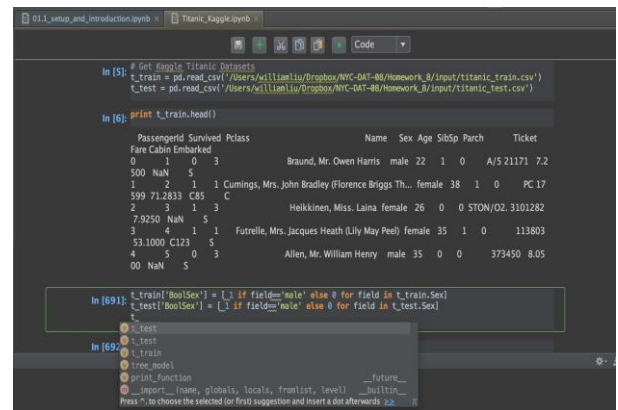 01.1_setup_and_introduction.ipynb × Titanic_Kaggle.ipynb ×
Code
In [5]: # Get Kaggle Titanic Datasets
t_train = pd.read_csv('/Users/williamliu/Dropbox/NYC-DAT-08/Homework_8/input/titanic_train.csv')
t_test = pd.read_csv('/Users/williamliu/Dropbox/NYC-DAT-08/Homework_8/input/titanic_test.csv')
In [6]: print t_train.head()
PassengerId Survived Pclass Name Sex Age SibSp Parch Ticket
Fare Cabin Embarked
0 1 0 3 Braund, Mr. Owen Harris male 22 1 0 A/5 21171 7.2
500 NaN S
1 2 1 1 Cumings, Mrs. John Bradley (Florence Briggs Th... female 38 1 0 PC 17
599 71.2833 C85 C
2 3 1 3 Heikkinen, Miss. Laina female 26 0 0 STON/O2. 3101282
7.9250 NaN S
3 4 1 1 Futrelle, Mrs. Jacques Heath (Lily May Peel) female 35 1 0 113803
53.1000 C123 S
4 5 0 3 Allen, Mr. William Henry male 35 0 0 373450 8.05
00 NaN S
In [691]: t_train['BoolSex'] = [ 1 if field=='male' else 0 for field in t_train.Sex]
t_test['BoolSex'] = [ 1 if field=='male' else 0 for field in t_test.Sex]
t_
In [692
t_test
t_test
t_train
tree_model
print_function __future__
__import__(name, globals, locals, fromlist, level) __builtin__
Press ^. to choose the selected (or first) suggestion and insert a dot afterwards >> π